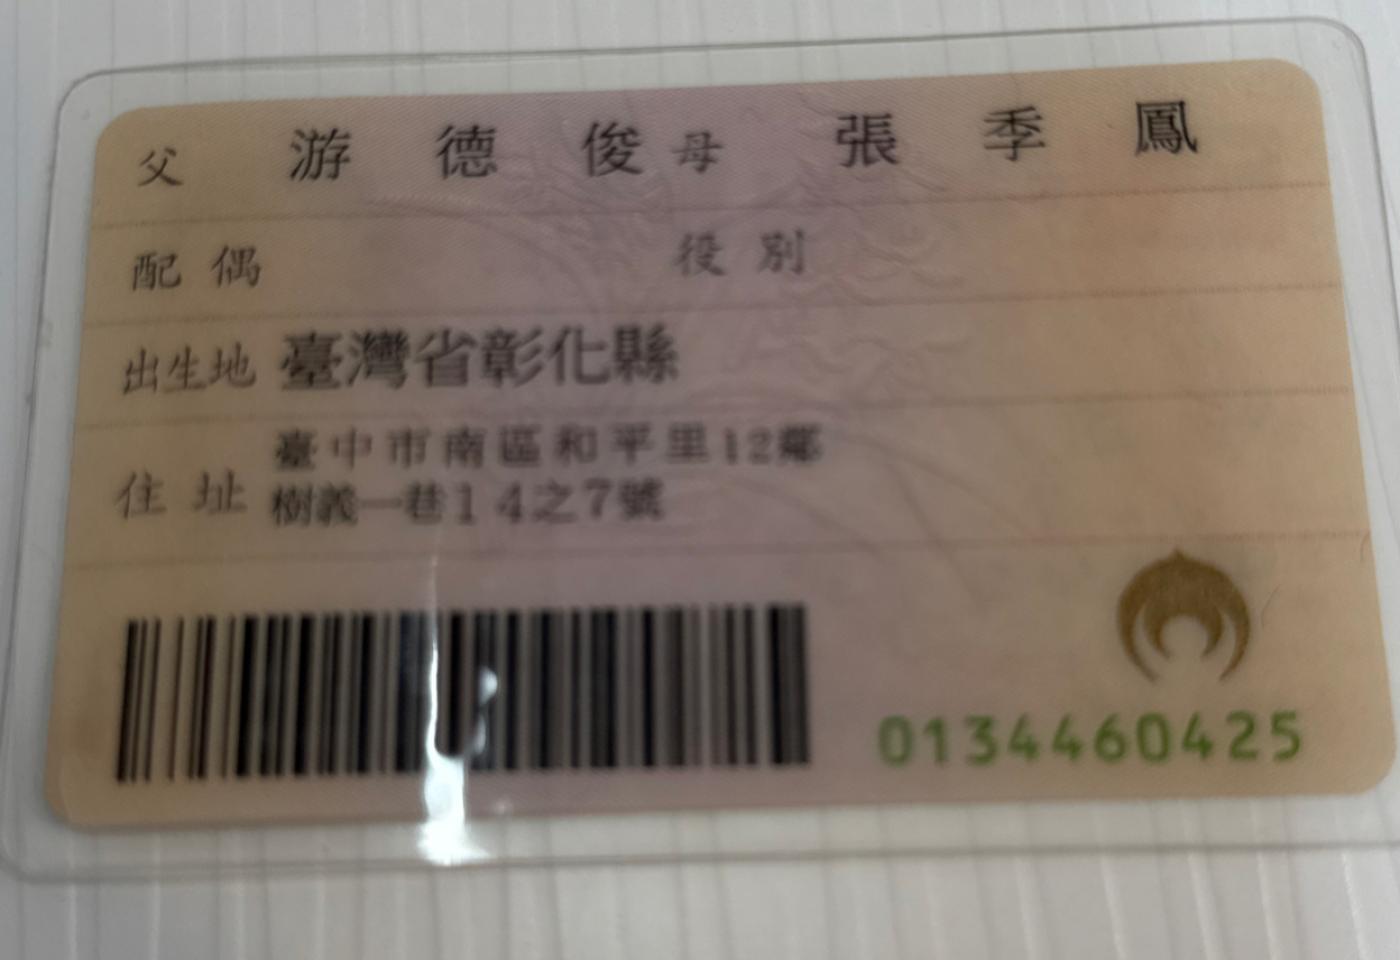 父 游德俊 母 張季鳳
配偶 役別
出生地 臺灣省彰化縣
住址 臺中市南區和平里12鄰
樹義一巷14之7號
0134460425